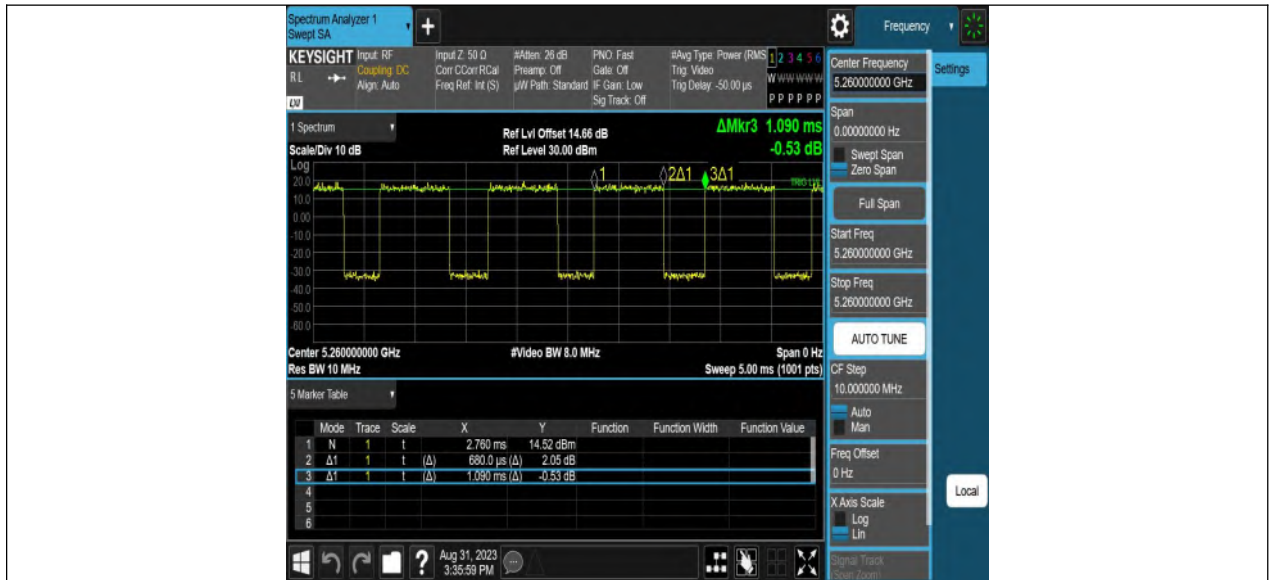 Spectrum Analyzer 1
Swept SA
+
Frequency
KEYSIGHT
RL
LXI
Input: RF
Coupling: DC
Align: Auto
Input Z: 50 Ω
Corr CCorr RCal
Freq Ref: Int (S)
#Atten: 26 dB
Preamp: Off
µW Path: Standard
PNO: Fast
Gate: Off
IF Gain: Low
Sig Track: Off
#Avg Type: Power (RMS
Trig: Video
Trig Delay: -50.00 µs
1 2 3 4 5 6
W W W W W W
P P P P P P
1 Spectrum
Scale/Div 10 dB
Ref Lvl Offset 14.66 dB
Ref Level 30.00 dBm
ΔMkr3 1.090 ms
-0.53 dB
Log
20.0
10.0
0.00
-10.0
-20.0
-30.0
-40.0
-50.0
-60.0
1
2Δ1
3Δ1
Center 5.260000000 GHz
#Video BW 8.0 MHz
Span 0 Hz
Res BW 10 MHz
Sweep 5.00 ms (1001 pts)
5 Marker Table
Mode Trace Scale X Y Function Function Width Function Value
1 N 1 t 2.760 ms 14.52 dBm
2 Δ1 1 t (Δ) 680.0 µs (Δ) 2.05 dB
3 Δ1 1 t (Δ) 1.090 ms (Δ) -0.53 dB
4
5
6
?
Aug 31, 2023
3:35:59 PM
Center Frequency
5.260000000 GHz
Settings
Span
0.00000000 Hz
Swept Span
Zero Span
Full Span
Start Freq
5.260000000 GHz
Stop Freq
5.260000000 GHz
AUTO TUNE
CF Step
10.000000 MHz
Auto
Man
Freq Offset
0 Hz
X Axis Scale
Log
Lin
Local
Signal Track
(Span Zoom)